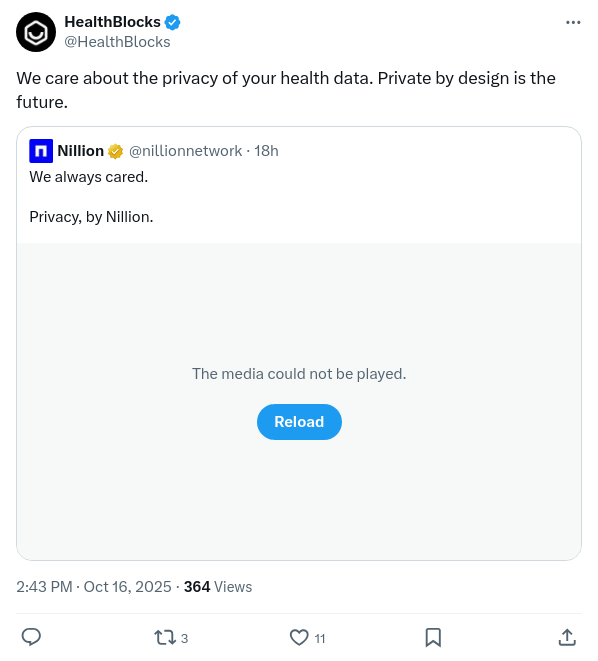 HealthBlocks
@HealthBlocks
We care about the privacy of your health data. Private by design is the
future.
Nillion @nillionnetwork · 18h
We always cared.
Privacy, by Nillion.
The media could not be played.
Reload
2:43 PM · Oct 16, 2025 · 364 Views
3
11